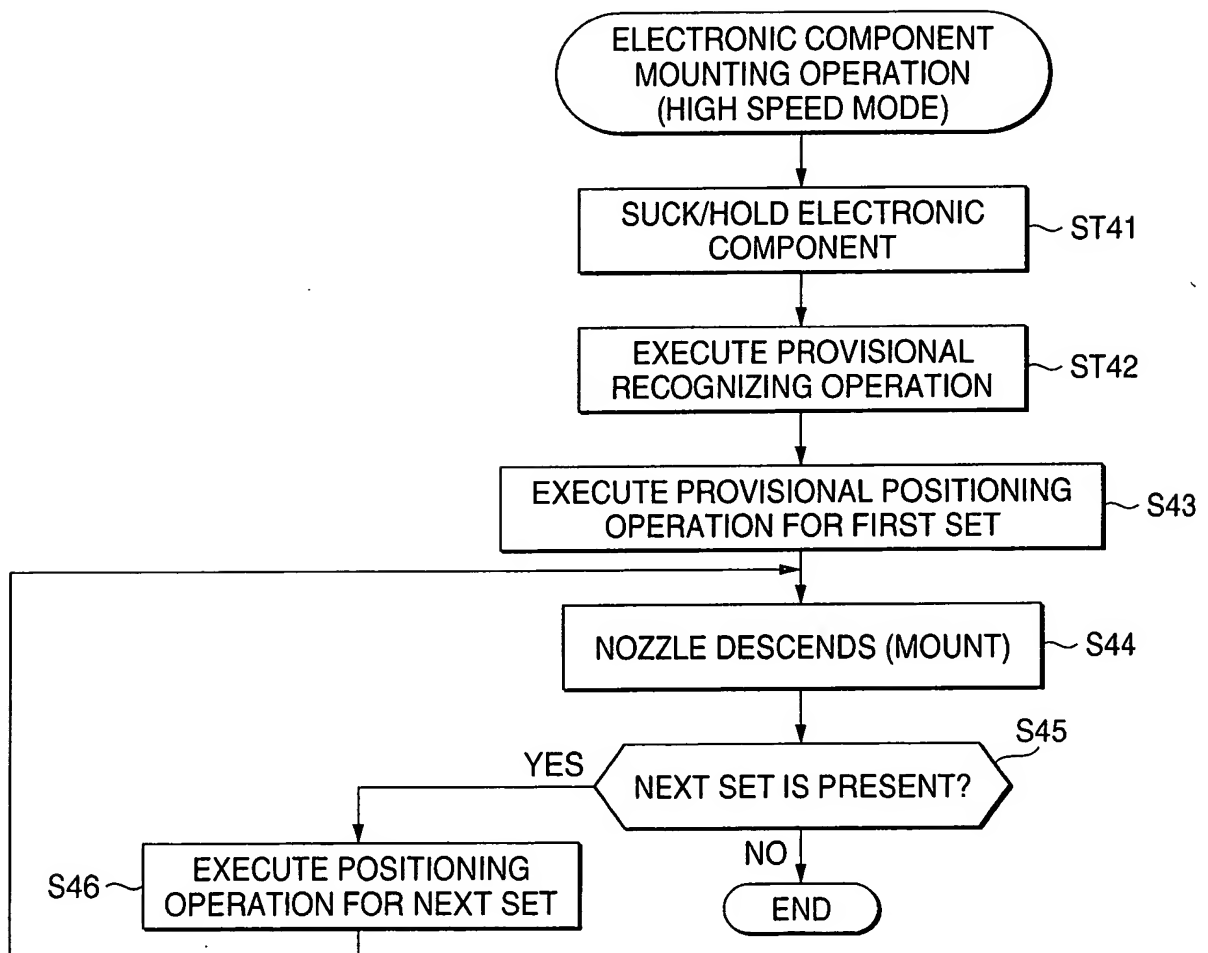 ELECTRONIC COMPONENT
MOUNTING OPERATION
(HIGH SPEED MODE)
SUCK/HOLD ELECTRONIC
COMPONENT
ST41
EXECUTE PROVISIONAL
RECOGNIZING OPERATION
ST42
EXECUTE PROVISIONAL POSITIONING
OPERATION FOR FIRST SET
S43
NOZZLE DESCENDS (MOUNT)
S44
S45
YES
NEXT SET IS PRESENT?
NO
S46
EXECUTE POSITIONING
OPERATION FOR NEXT SET
END